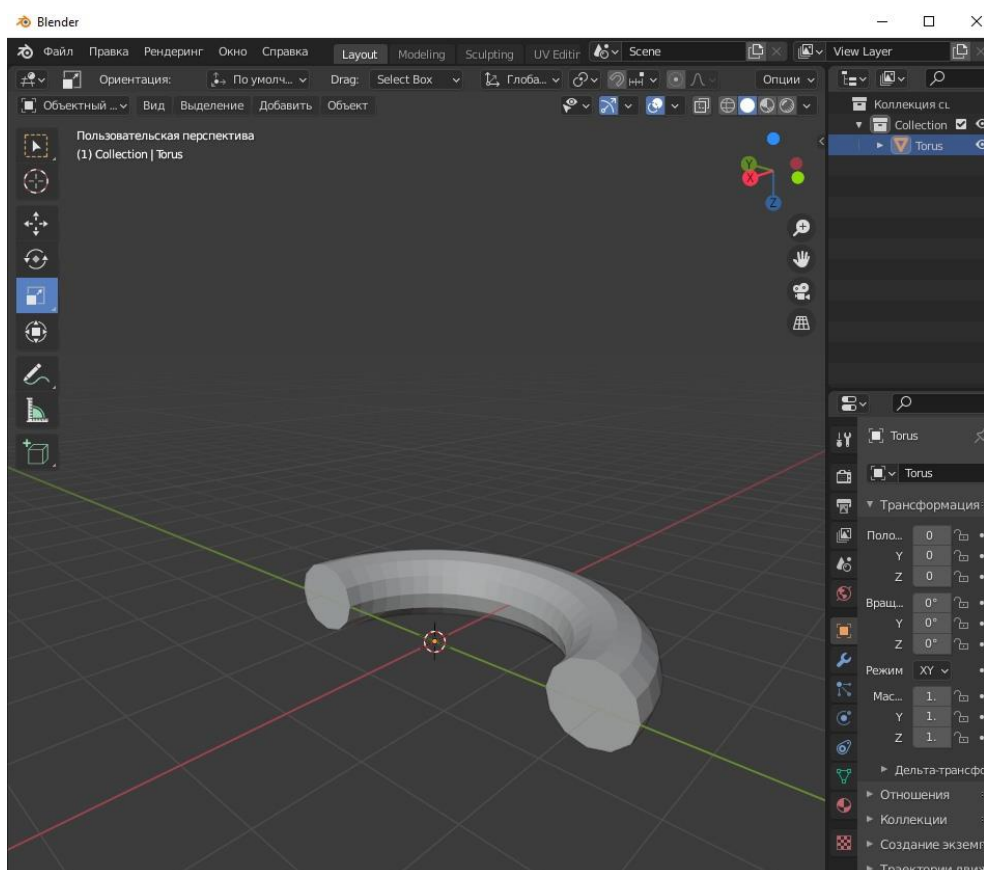 Blender
Файл Правка Рендеринг Окно Справка Layout Modeling Sculpting UV Editir Scene View Layer
Ориентация: По умолч... Drag: Select Box Глоба... Опции
Объектный ... Вид Выделение Добавить Объект
Пользовательская перспектива
(1) Collection | Torus
Y
X
Z
Коллекция сц
Collection
Torus
Torus
Torus
Трансформация
Поло... 0
Y 0
Z 0
Вращ... 0°
Y 0°
Z 0°
Режим XY
Мас... 1.
Y 1.
Z 1.
Дельта-трансфо
Отношения
Коллекции
Создание экземп